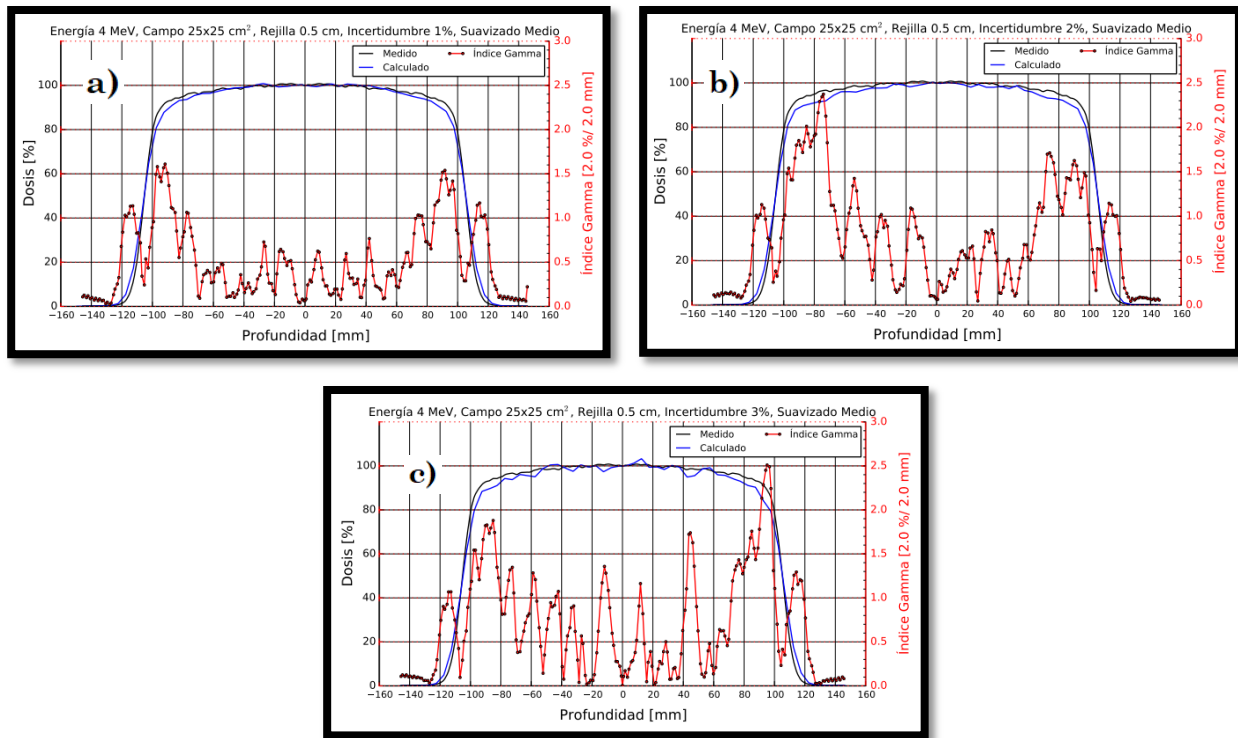 Energía 4 MeV, Campo 25x25 cm², Rejilla 0.5 cm, Incertidumbre 1%, Suavizado Medio
a)
Medido
Calculado
Índice Gamma
Dosis [%]
0 20 40 60 80 100
Índice Gamma [2.0 %/ 2.0 mm]
0.0 0.5 1.0 1.5 2.0 2.5 3.0
−160 −140 −120 −100 −80 −60 −40 −20 0 20 40 60 80 100 120 140 160
Profundidad [mm]
Energía 4 MeV, Campo 25x25 cm², Rejilla 0.5 cm, Incertidumbre 2%, Suavizado Medio
b)
Medido
Calculado
Índice Gamma
Dosis [%]
0 20 40 60 80 100
Índice Gamma [2.0 %/ 2.0 mm]
0.0 0.5 1.0 1.5 2.0 2.5 3.0
−160 −140 −120 −100 −80 −60 −40 −20 0 20 40 60 80 100 120 140 160
Profundidad [mm]
Energía 4 MeV, Campo 25x25 cm², Rejilla 0.5 cm, Incertidumbre 3%, Suavizado Medio
c)
Medido
Calculado
Índice Gamma
Dosis [%]
0 20 40 60 80 100
Índice Gamma [2.0 %/ 2.0 mm]
0.0 0.5 1.0 1.5 2.0 2.5 3.0
−160 −140 −120 −100 −80 −60 −40 −20 0 20 40 60 80 100 120 140 160
Profundidad [mm]